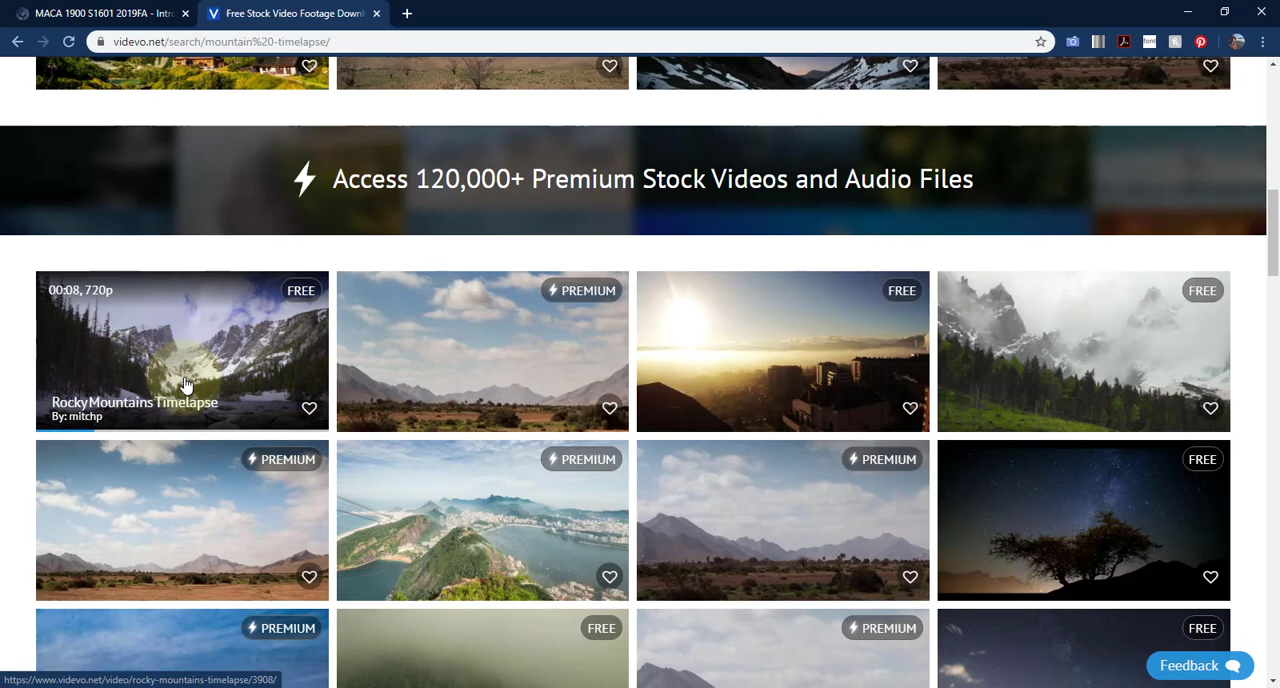 MACA 1900 S1601 2019FA - Intr
Free Stock Video Footage Downl
videvo.net/search/mountain%20-timelapse/
Access 120,000+ Premium Stock Videos and Audio Files
00:08, 720p
FREE
PREMIUM
FREE
FREE
Rocky Mountains Timelapse
By: mitchp
PREMIUM
PREMIUM
PREMIUM
FREE
PREMIUM
FREE
PREMIUM
FREE
Feedback
https://www.videvo.net/video/rocky-mountains-timelapse/3908/